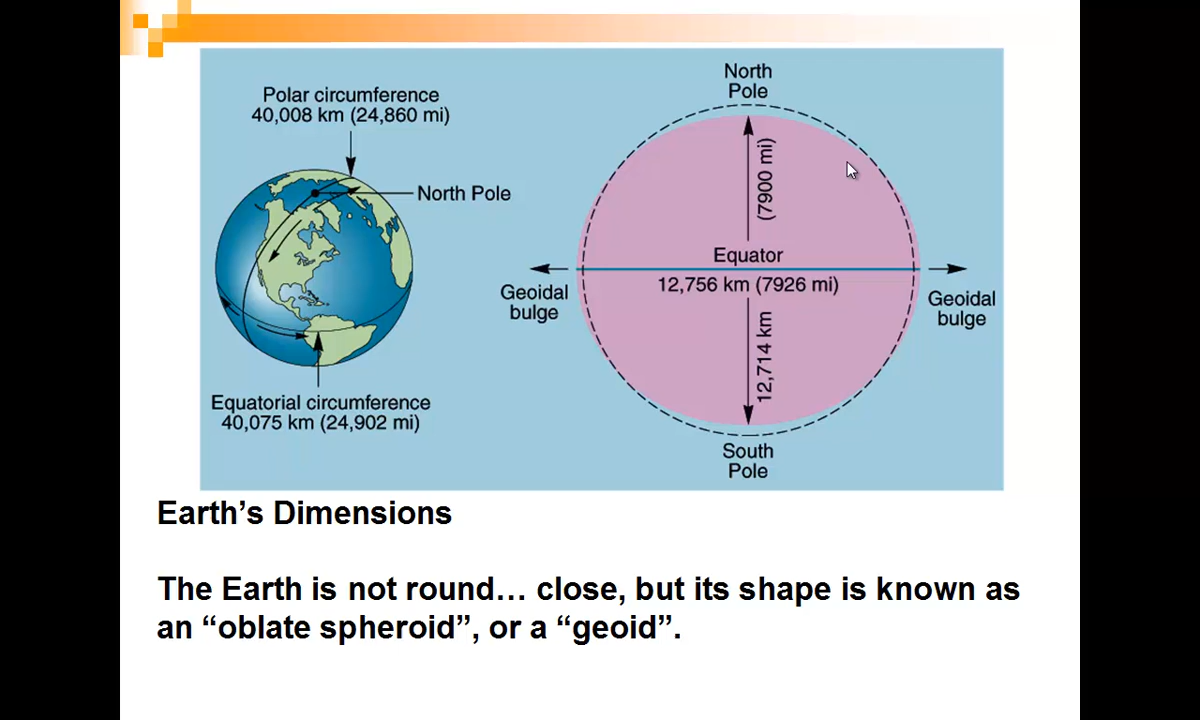 Polar circumference
40,008 km (24,860 mi)
North Pole
Equatorial circumference
40,075 km (24,902 mi)
North
Pole
(7900 mi)
Equator
12,756 km (7926 mi)
12,714 km
Geoidal
bulge
Geoidal
bulge
South
Pole
Earth’s Dimensions
The Earth is not round… close, but its shape is known as
an “oblate spheroid”, or a “geoid”.